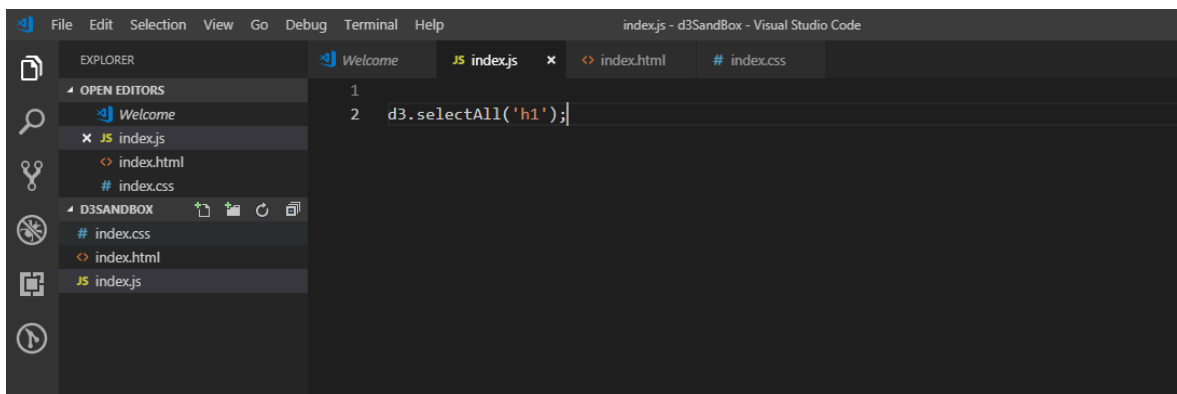 File Edit Selection View Go Debug Terminal Help index.js - d3SandBox - Visual Studio Code
EXPLORER
Welcome JS index.js × <> index.html # index.css
OPEN EDITORS
Welcome
× JS index.js
<> index.html
# index.css
D3SANDBOX
# index.css
<> index.html
JS index.js
1
2 d3.selectAll('h1');